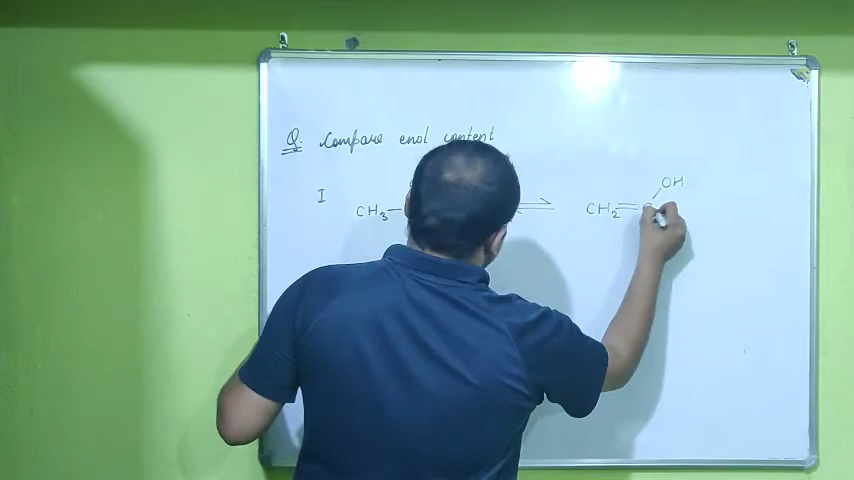 Q. Compare enol content
OH
I CH3— ⇌ CH2=